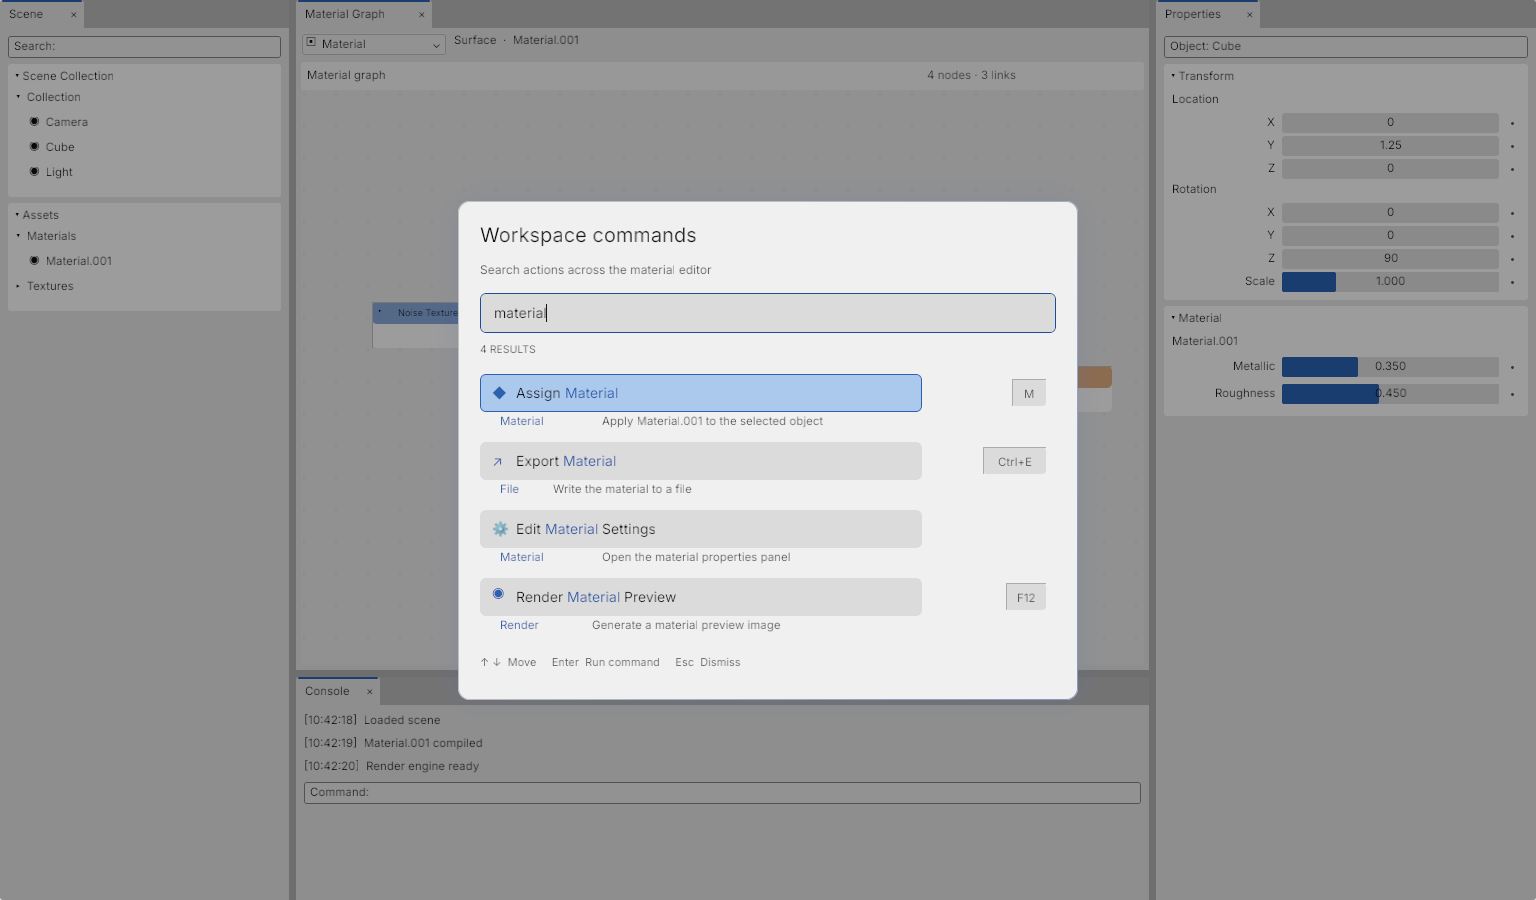 Scene ×
Search:
Scene Collection
Collection
Camera
Cube
Light
Assets
Materials
Material.001
Textures
Material Graph ×
Material
Surface · Material.001
Material graph
4 nodes · 3 links
Noise Texture
Workspace commands
Search actions across the material editor
material
4 RESULTS
Assign Material
M
Material Apply Material.001 to the selected object
Export Material
Ctrl+E
File Write the material to a file
Edit Material Settings
Material Open the material properties panel
Render Material Preview
F12
Render Generate a material preview image
↑ ↓ Move Enter Run command Esc Dismiss
Console ×
[10:42:18] Loaded scene
[10:42:19] Material.001 compiled
[10:42:20] Render engine ready
Command:
Properties ×
Object: Cube
Transform
Location
X 0
Y 1.25
Z 0
Rotation
X 0
Y 0
Z 90
Scale 1.000
Material
Material.001
Metallic 0.350
Roughness 0.450